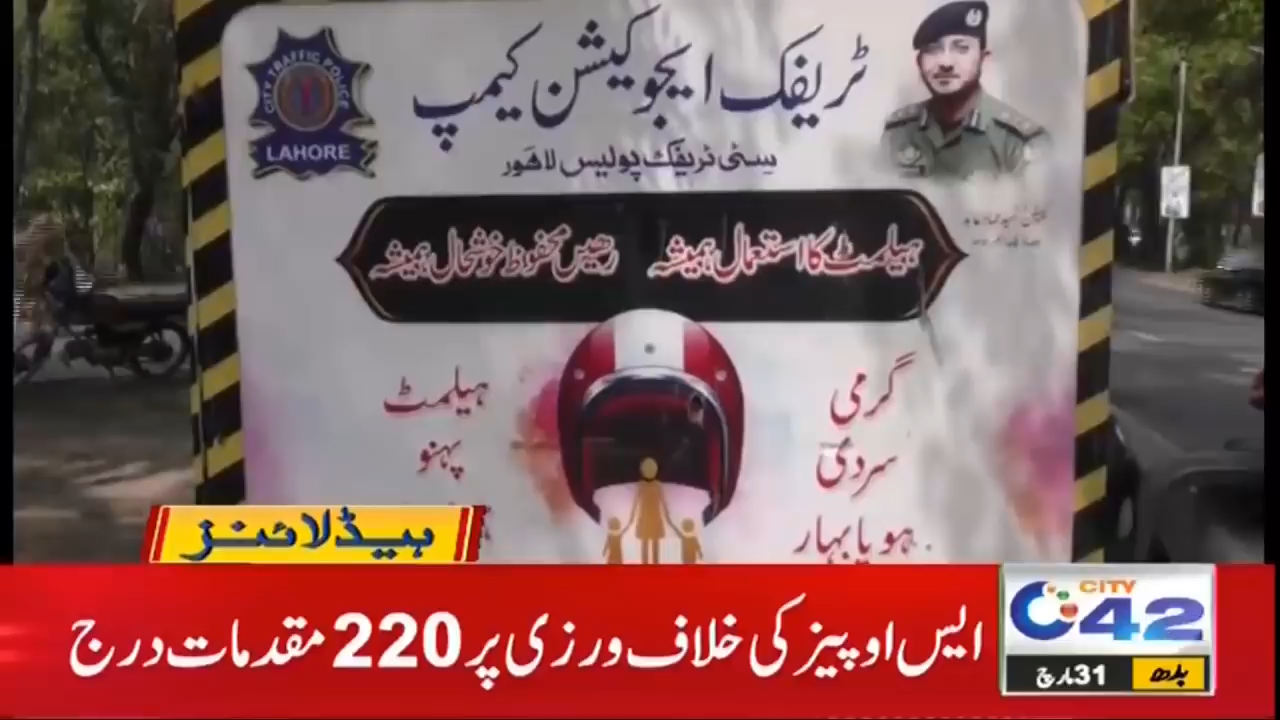 ٹریفک ایجوکیشن کیمپ
CITY TRAFFIC POLICE
LAHORE
سٹی ٹریفک پولیس لاہور
ہیلمٹ کا استعمال ہمیشہ رھیں محفوظ خوشحال ہمیشہ
گرمی
سردی
ہو یا بہار
ہیلمٹ
پہنو
ہیڈلائنز
ایس او پیز کی خلاف ورزی پر 220 مقدمات درج
CITY
42
بدھ 31 مارچ